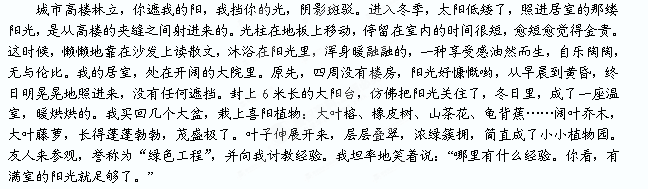 城市高楼林立，你遮我的阳，我挡你的光，阴影斑驳。进入冬季，太阳低矮了，照进居室的那缕
阳光，是从高楼的夹缝之间射进来的。光柱在地板上移动，停留在室内的时间很短，愈短愈觉得金贵。
这时候，懒懒地靠在沙发上读散文，沐浴在阳光里，浑身暖融融的，一种享受感油然而生，自乐陶陶，
无与伦比。我的居室，处在开阔的大院里。原先，四周没有楼房，阳光好慷慨呦，从早晨到黄昏，终
日明晃晃地照进来，没有任何遮挡。封上6米长的大阳台，仿佛把阳光关住了，冬日里，成了一座温
室，暖烘烘的。我买回几个大盆，栽上喜阳植物：大叶榕、橡皮树、山茶花、龟背蕉……阔叶乔木，
大叶藤萝，长得蓬蓬勃勃，茂盛极了。叶子伸展开来，层层叠翠，浓绿簇拥，简直成了小小植物园。
友人来参观，誉称为“绿色工程”，并向我讨教经验。我坦率地笑着说：“哪里有什么经验。你看，有
满室的阳光就足够了。”